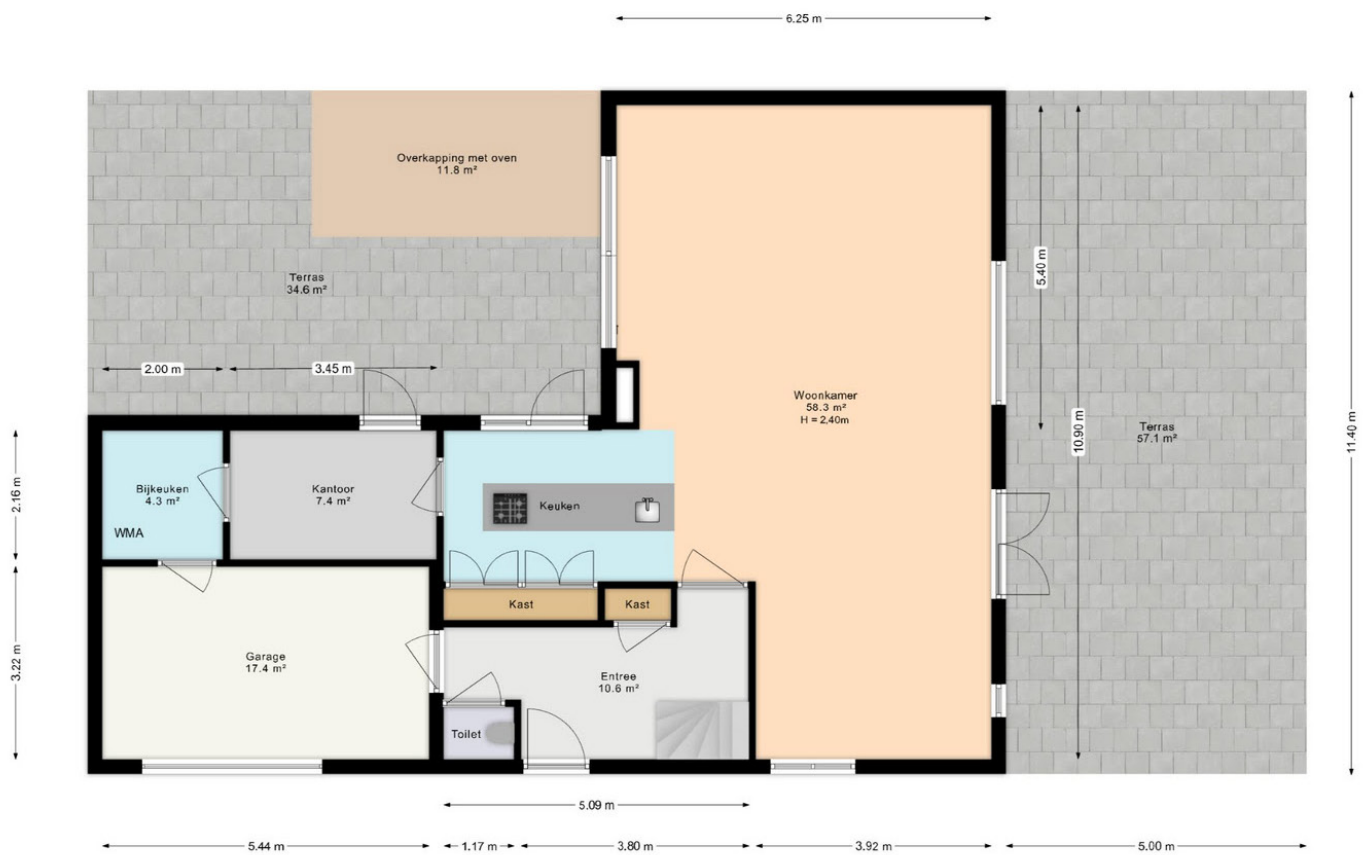 6.25 m
Overkapping met oven
11.8 m²
Terras
34.6 m²
2.00 m
3.45 m
5.40 m
10.90 m
11.40 m
Woonkamer
58.3 m²
H = 2,40m
Terras
57.1 m²
2.16 m
Bijkeuken
4.3 m²
WMA
Kantoor
7.4 m²
Keuken
Kast
Kast
3.22 m
Garage
17.4 m²
Entree
10.6 m²
Toilet
5.09 m
5.44 m
1.17 m
3.80 m
3.92 m
5.00 m